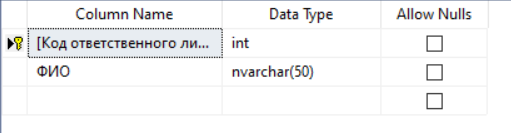 Column Name Data Type Allow Nulls
[Код ответственного ли... int
ФИО nvarchar(50)